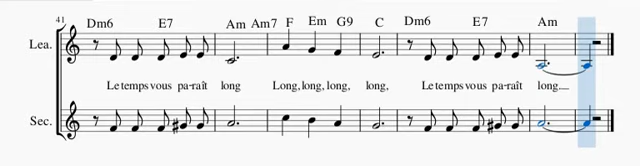 41
Dm6 E7 Am Am7 F Em G9 C Dm6 E7 Am
Lea.
Le temps vous pa-raît long Long, long, long, long, Le temps vous pa-raît long__
Sec.